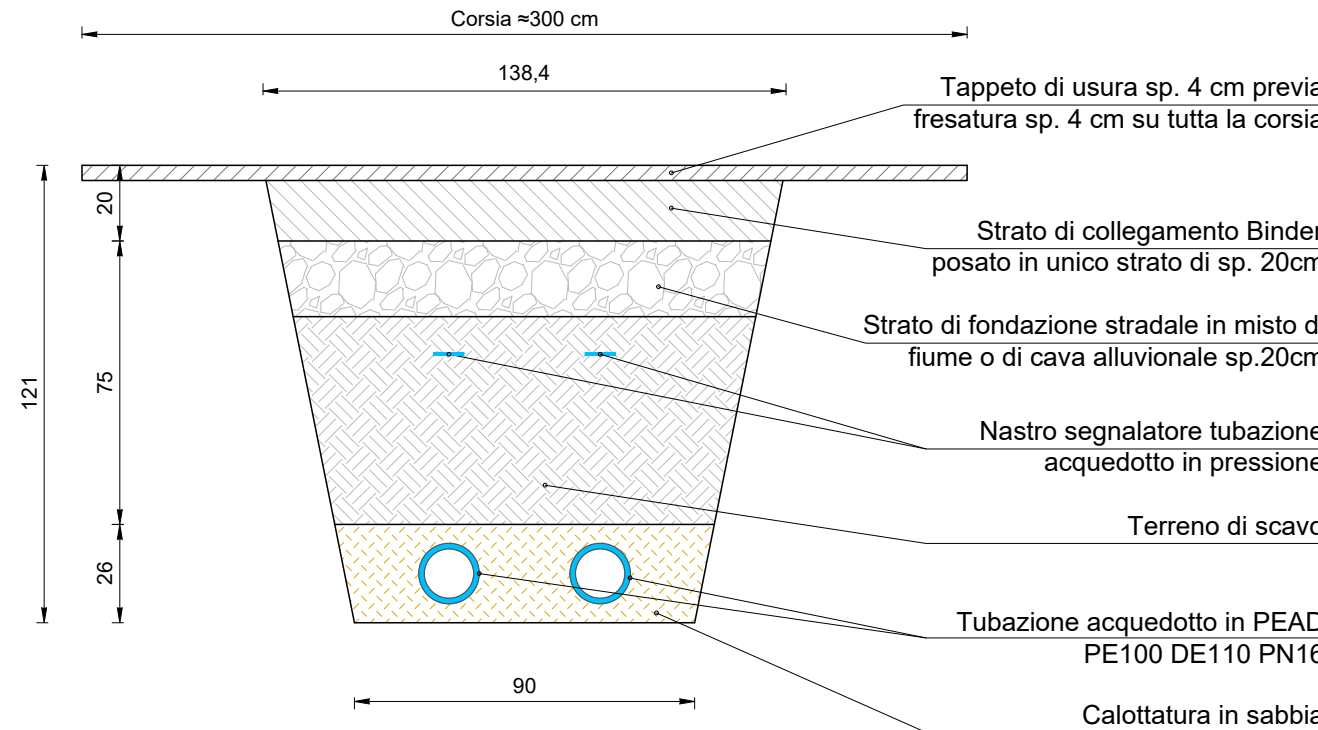 Corsia ≈300 cm
138,4
Tappeto di usura sp. 4 cm previa
fresatura sp. 4 cm su tutta la corsia
20
Strato di collegamento Binder
posato in unico strato di sp. 20cm
Strato di fondazione stradale in misto di
fiume o di cava alluvionale sp.20cm
121
75
Nastro segnalatore tubazione
acquedotto in pressione
Terreno di scavo
26
Tubazione acquedotto in PEAD
PE100 DE110 PN16
90
Calottatura in sabbia